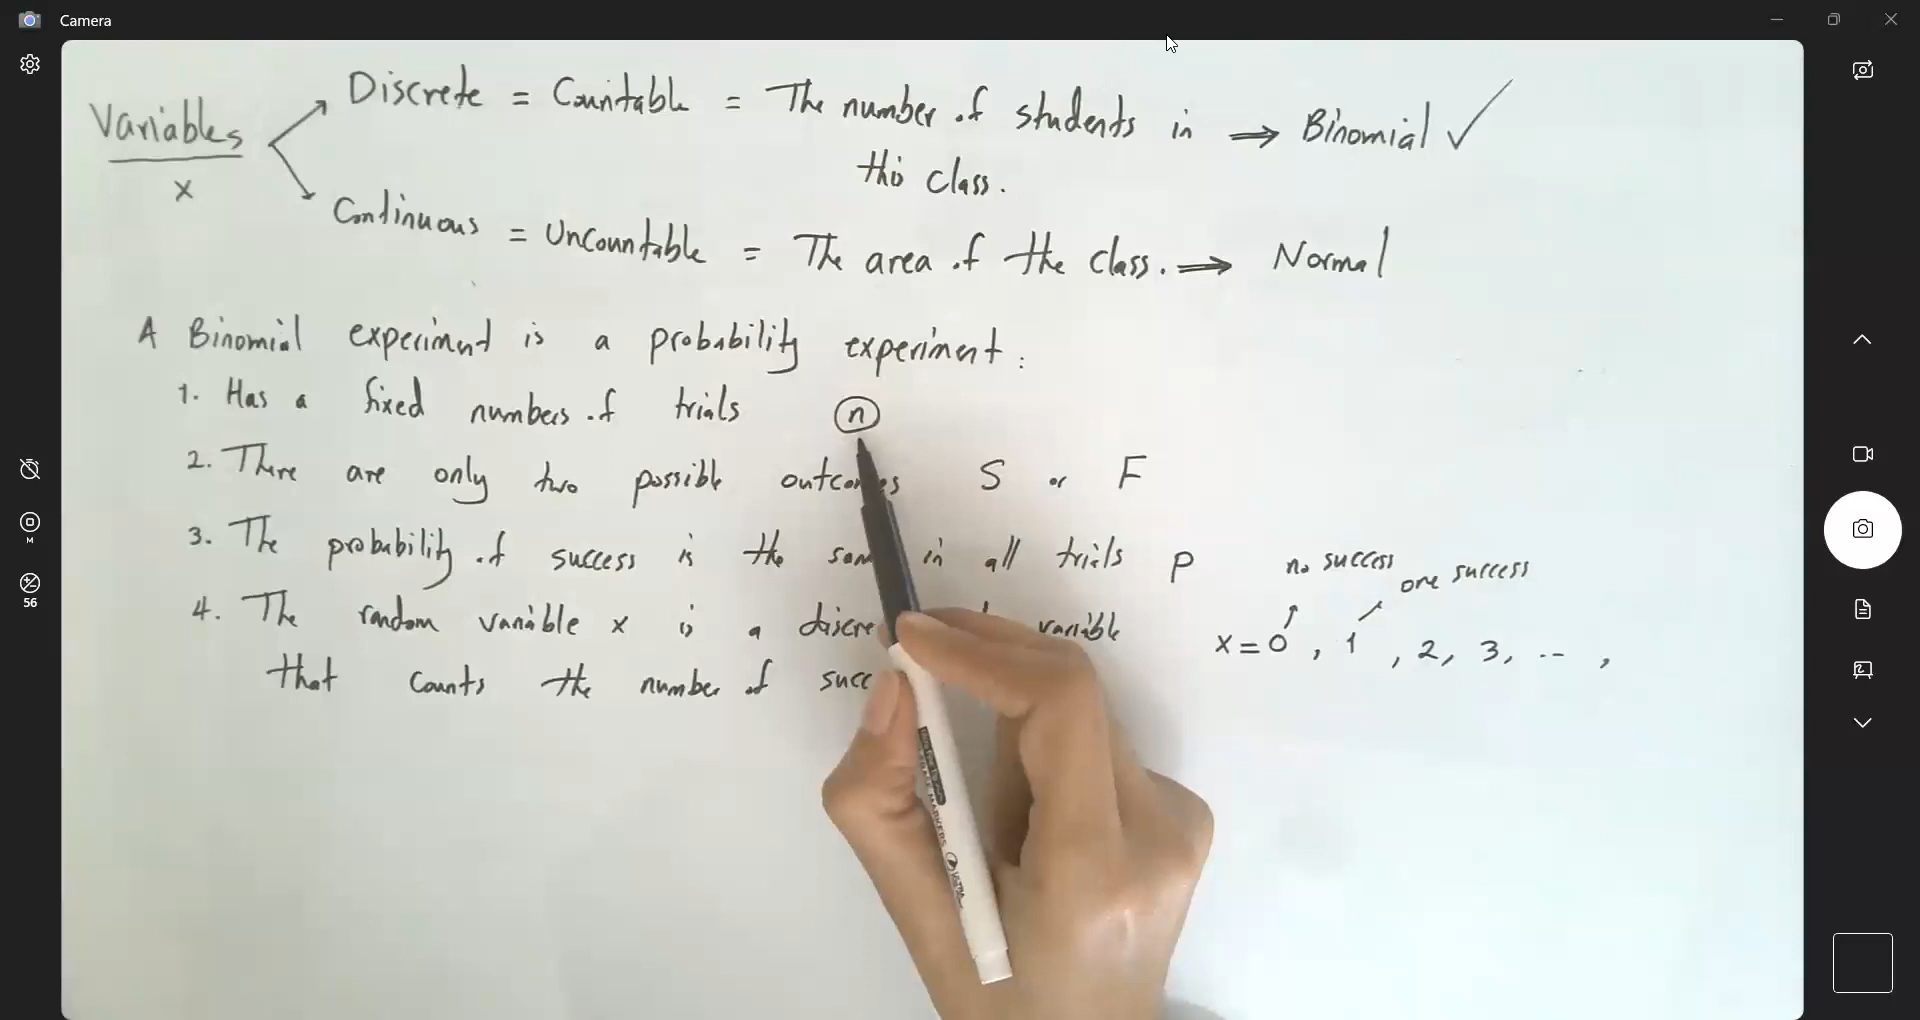 Camera
Variables
x
Discrete = Countable = The number of students in ⇒ Binomial ✓
this class.
Continuous = Uncountable = The area of the class. ⇒ Normal
A Binomial experiment is a probability experiment:
1. Has a fixed numbers of trials n
2. There are only two possible outcomes S or F
3. The probability of success is the in all trials P
no success
one success
4. The random variable x is a variable
x = 0, 1, 2, 3, ... ,
that counts the number of
56